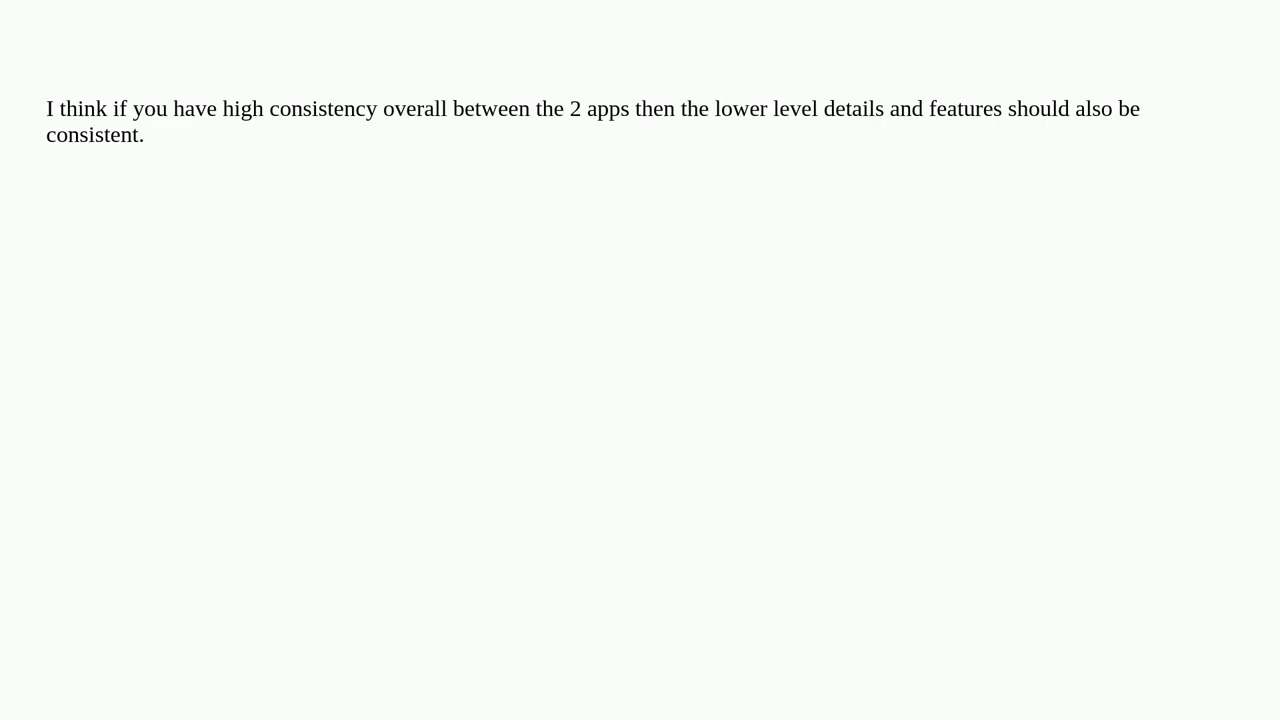 I think if you have high consistency overall between the 2 apps then the lower level details and features should also be
consistent.